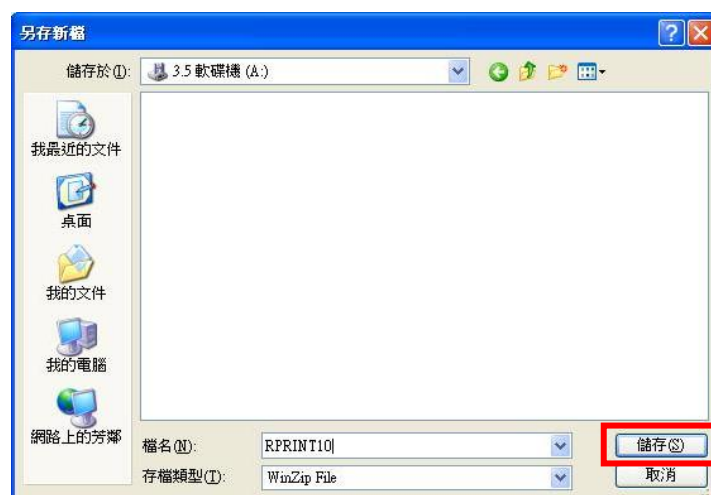 另存新檔
儲存於(I): 3.5 軟碟機 (A:)
我最近的文件
桌面
我的文件
我的電腦
網路上的芳鄰
檔名(N): RPRINT10
儲存(S)
存檔類型(T): WinZip File
取消